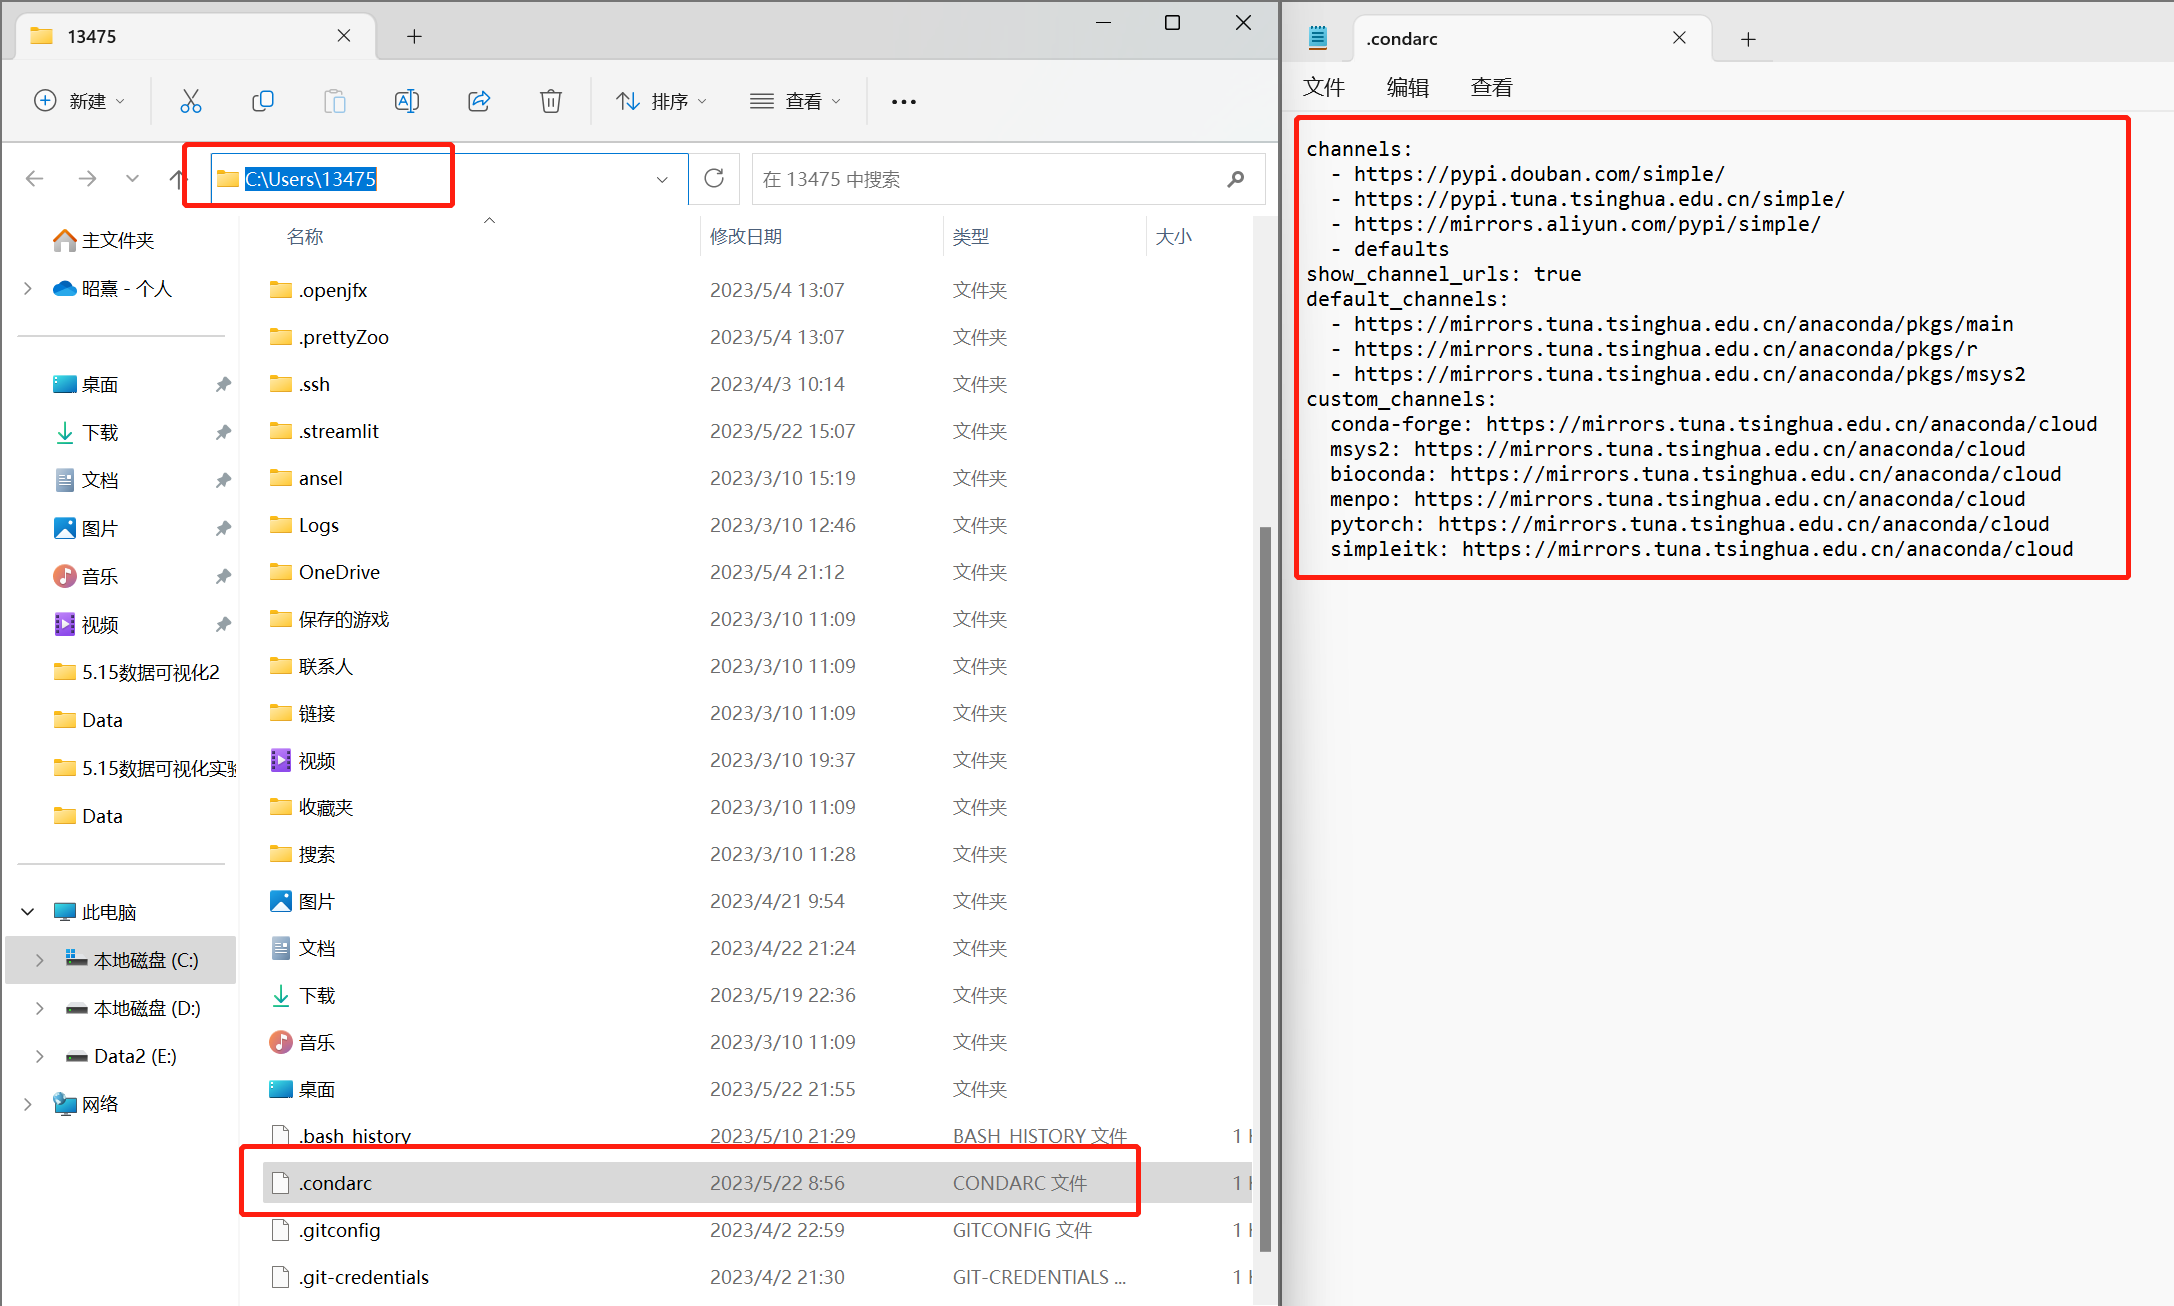 13475
新建
排序
查看
C:\Users\13475
在 13475 中搜索
主文件夹
昭熹 - 个人
桌面
下载
文档
图片
音乐
视频
5.15数据可视化2
Data
5.15数据可视化实
Data
此电脑
本地磁盘 (C:)
本地磁盘 (D:)
Data2 (E:)
网络
名称 修改日期 类型 大小
.openjfx 2023/5/4 13:07 文件夹
.prettyZoo 2023/5/4 13:07 文件夹
.ssh 2023/4/3 10:14 文件夹
.streamlit 2023/5/22 15:07 文件夹
ansel 2023/3/10 15:19 文件夹
Logs 2023/3/10 12:46 文件夹
OneDrive 2023/5/4 21:12 文件夹
保存的游戏 2023/3/10 11:09 文件夹
联系人 2023/3/10 11:09 文件夹
链接 2023/3/10 11:09 文件夹
视频 2023/3/10 19:37 文件夹
收藏夹 2023/3/10 11:09 文件夹
搜索 2023/3/10 11:28 文件夹
图片 2023/4/21 9:54 文件夹
文档 2023/4/22 21:24 文件夹
下载 2023/5/19 22:36 文件夹
音乐 2023/3/10 11:09 文件夹
桌面 2023/5/22 21:55 文件夹
.bash_history 2023/5/10 21:29 BASH_HISTORY 文件 1
.condarc 2023/5/22 8:56 CONDARC 文件 1
.gitconfig 2023/4/2 22:59 GITCONFIG 文件 1
.git-credentials 2023/4/2 21:30 GIT-CREDENTIALS ... 1
.condarc
文件 编辑 查看
channels:
- https://pypi.douban.com/simple/
- https://pypi.tuna.tsinghua.edu.cn/simple/
- https://mirrors.aliyun.com/pypi/simple/
- defaults
show_channel_urls: true
default_channels:
- https://mirrors.tuna.tsinghua.edu.cn/anaconda/pkgs/main
- https://mirrors.tuna.tsinghua.edu.cn/anaconda/pkgs/r
- https://mirrors.tuna.tsinghua.edu.cn/anaconda/pkgs/msys2
custom_channels:
conda-forge: https://mirrors.tuna.tsinghua.edu.cn/anaconda/cloud
msys2: https://mirrors.tuna.tsinghua.edu.cn/anaconda/cloud
bioconda: https://mirrors.tuna.tsinghua.edu.cn/anaconda/cloud
menpo: https://mirrors.tuna.tsinghua.edu.cn/anaconda/cloud
pytorch: https://mirrors.tuna.tsinghua.edu.cn/anaconda/cloud
simpleitk: https://mirrors.tuna.tsinghua.edu.cn/anaconda/cloud